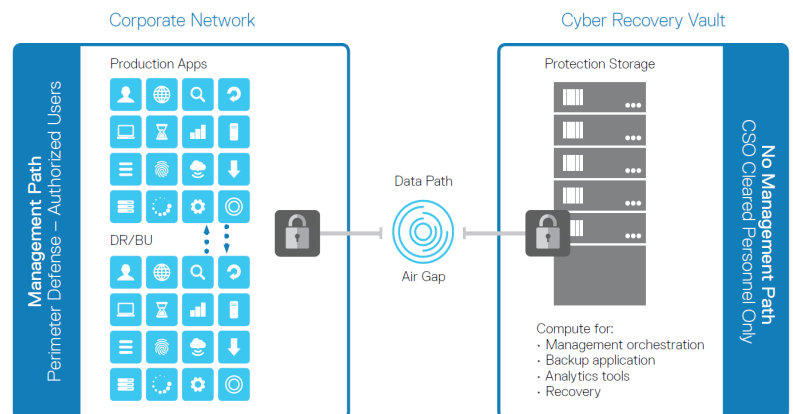 Corporate Network
Management Path
Perimeter Defense – Authorized Users
Production Apps
DR/BU
Data Path
Air Gap
Cyber Recovery Vault
Protection Storage
Compute for:
· Management orchestration
· Backup application
· Analytics tools
· Recovery
No Management Path
CSO Cleared Personnel Only